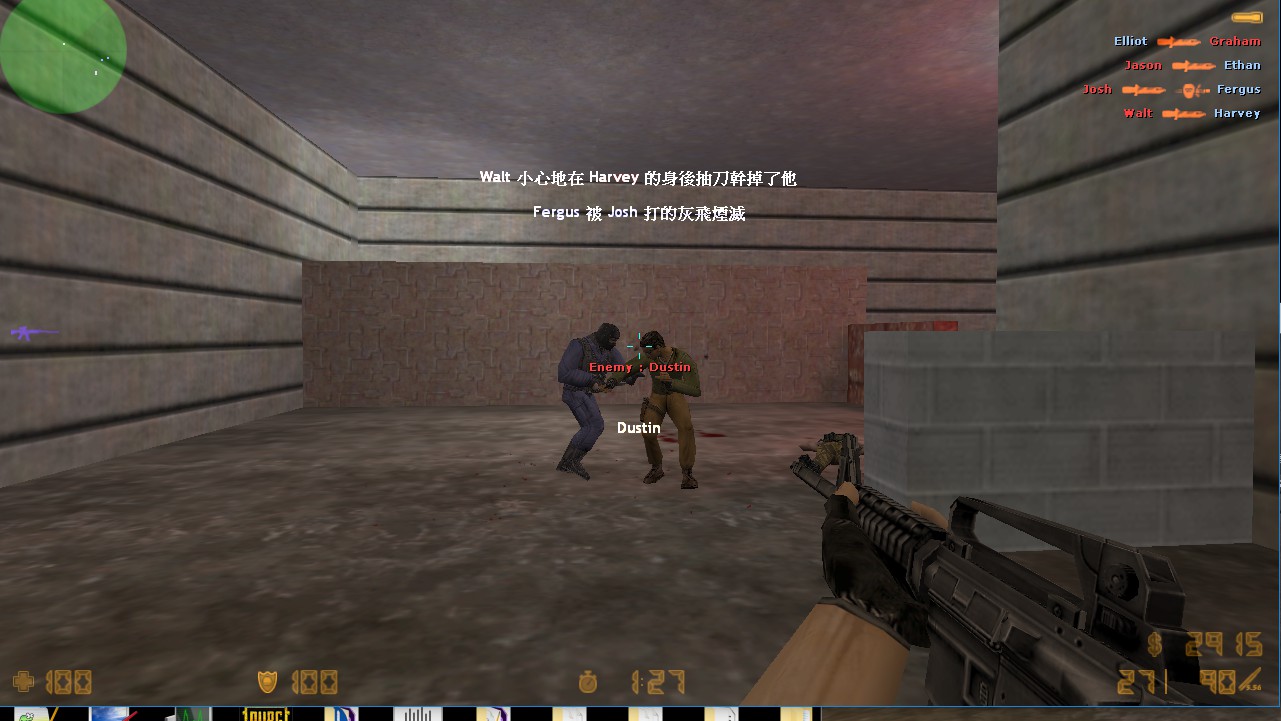 Elliot Graham
Jason Ethan
Josh Fergus
Walt Harvey
Walt 小心地在 Harvey 的身後抽刀幹掉了他
Fergus 被 Josh 打的灰飛煙滅
Enemy : Dustin
Dustin
$ 2915
100 100 1:27 27| 90